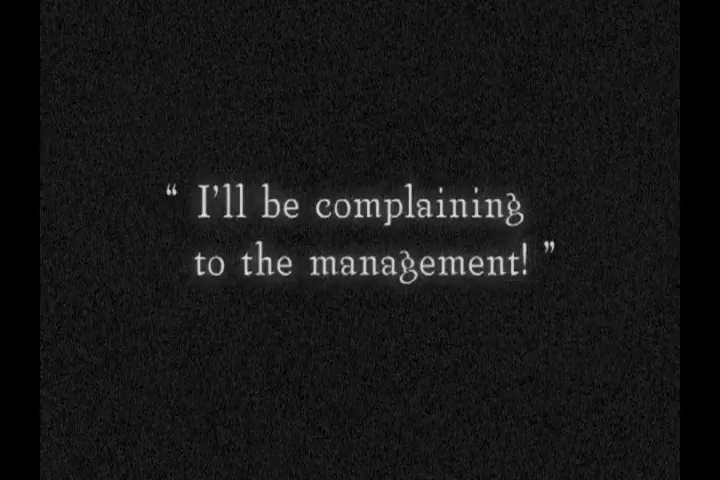 “ I’ll be complaining
to the management! ”